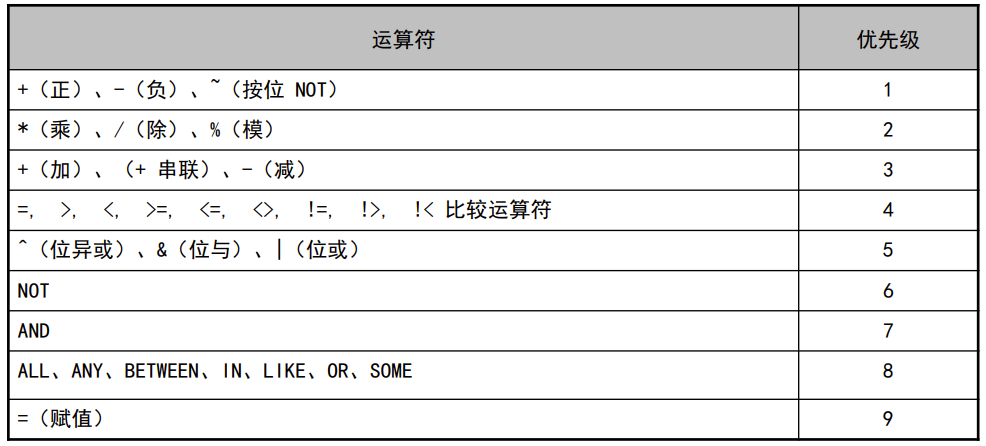 运算符 优先级
+（正）、-（负）、~（按位 NOT） 1
*（乘）、/（除）、%（模） 2
+（加）、（+ 串联）、-（减） 3
=, >, <, >=, <=, <>, !=, !>, !< 比较运算符 4
^（位异或）、&（位与）、|（位或） 5
NOT 6
AND 7
ALL、ANY、BETWEEN、IN、LIKE、OR、SOME 8
=（赋值） 9